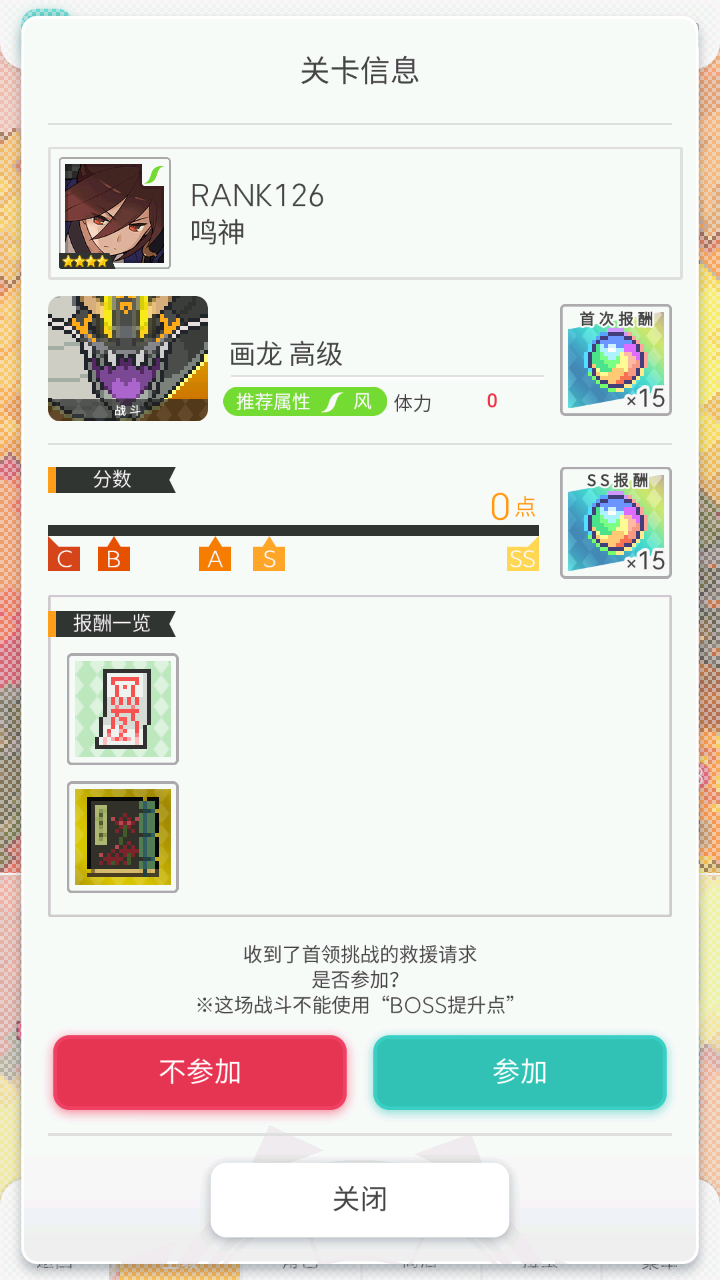 关卡信息
RANK126
鸣神
战斗
画龙 高级
推荐属性 风 体力 0
首次报酬
×15
分数
0点
C B A S SS
SS报酬
×15
报酬一览
收到了首领挑战的救援请求
是否参加?
※这场战斗不能使用“BOSS提升点”
不参加
参加
关闭